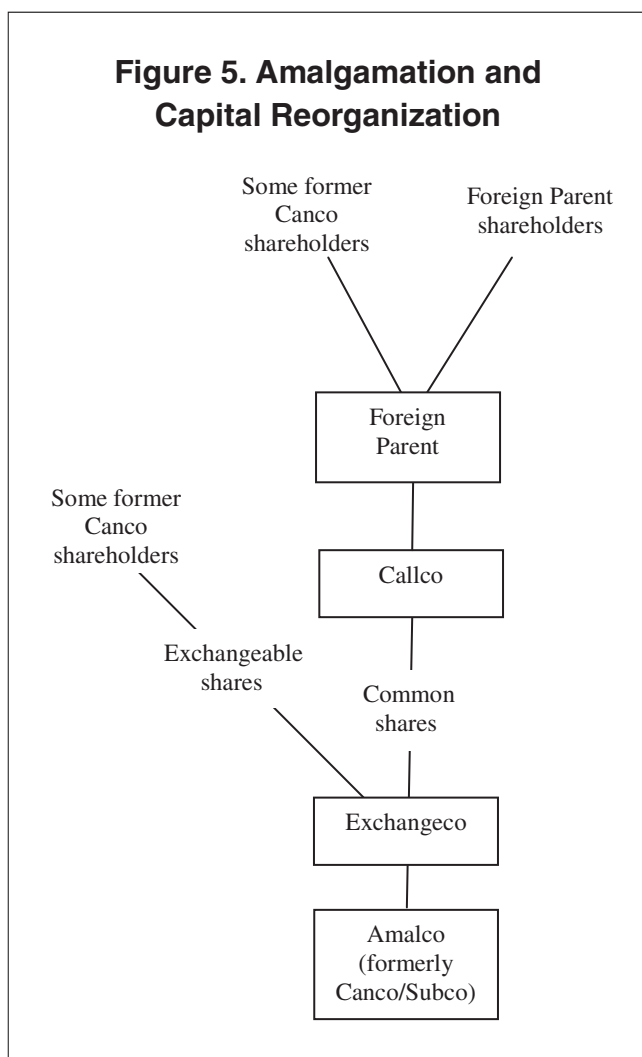 Figure 5. Amalgamation and
Capital Reorganization
Some former
Canco
shareholders
Foreign Parent
shareholders
Foreign
Parent
Some former
Canco
shareholders
Callco
Exchangeable
shares
Common
shares
Exchangeco
Amalco
(formerly
Canco/Subco)